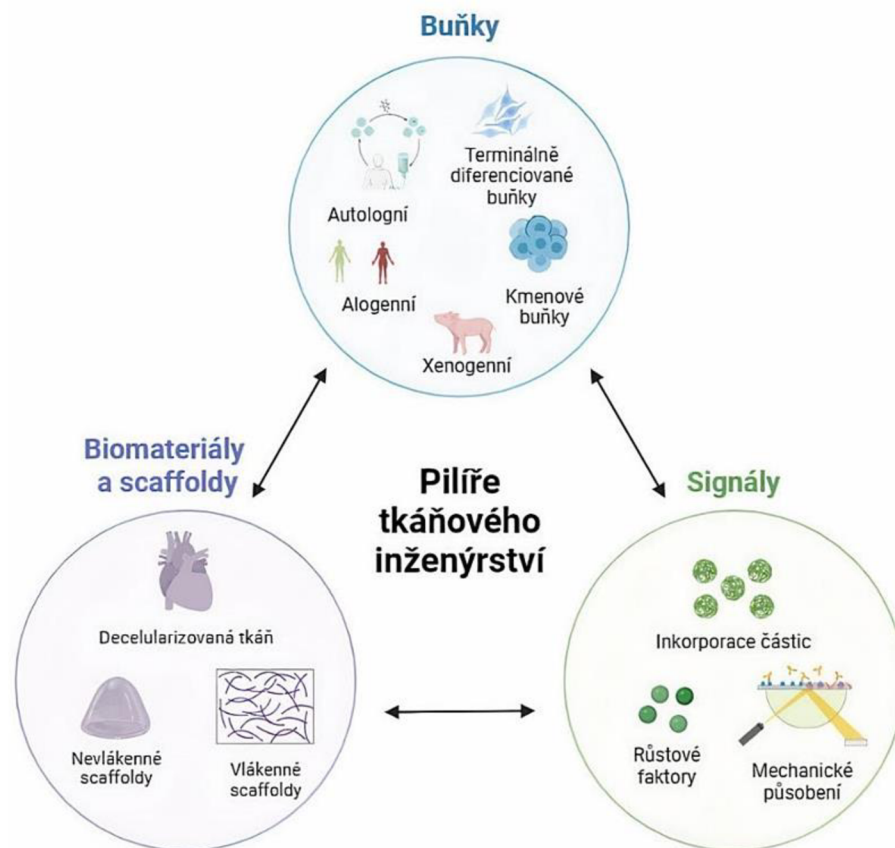 Buňky
Autologní
Terminálně
diferenciované
buňky
Alogenní
Kmenové
buňky
Xenogenní
Biomateriály
a scaffoldy
Pilíře
tkáňového
inženýrství
Signály
Decelularizovaná tkáň
Nevlákenné
scaffoldy
Vlákenné
scaffoldy
Inkorporace částic
Růstové
faktory
Mechanické
působení